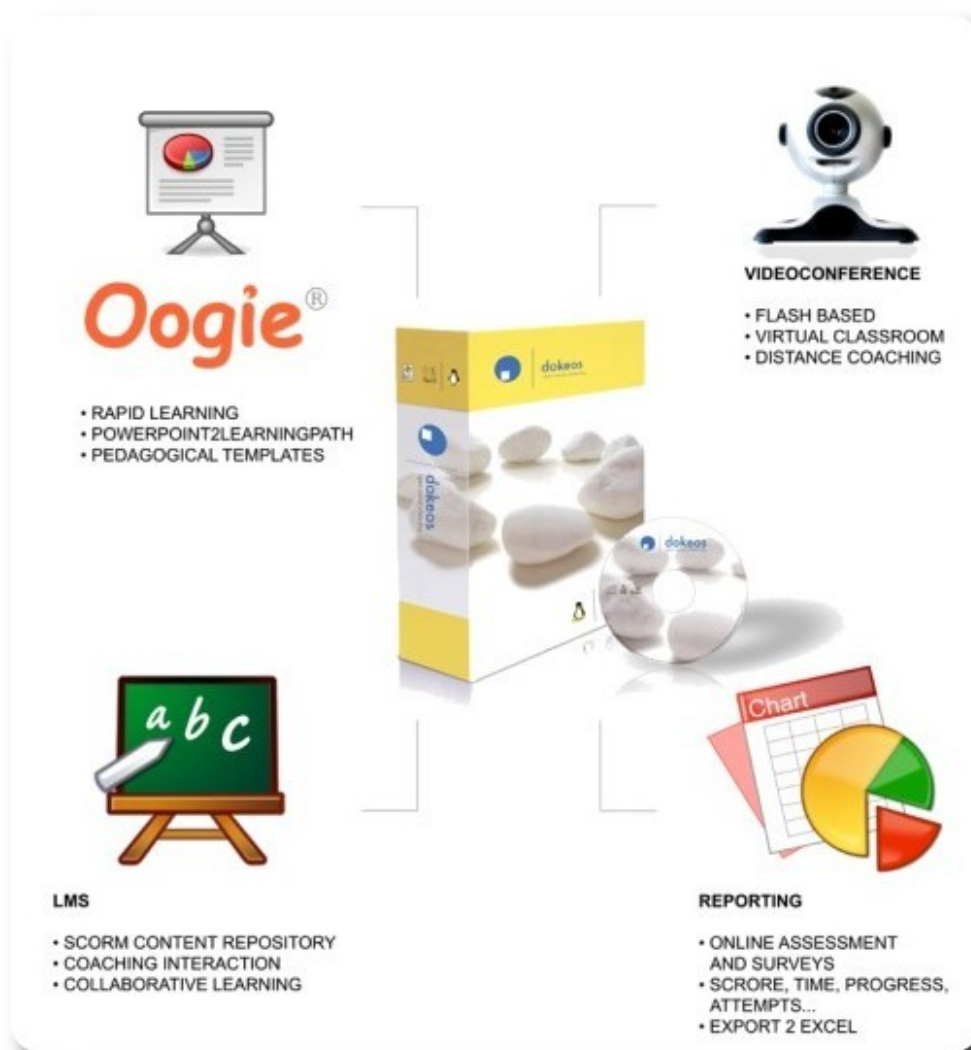 Oogie®
• RAPID LEARNING
• POWERPOINT2LEARNINGPATH
• PEDAGOGICAL TEMPLATES
VIDEOCONFERENCE
• FLASH BASED
• VIRTUAL CLASSROOM
• DISTANCE COACHING
dokeos
dokeos
dokeos
a b c
LMS
• SCORM CONTENT REPOSITORY
• COACHING INTERACTION
• COLLABORATIVE LEARNING
Chart
REPORTING
• ONLINE ASSESSMENT
AND SURVEYS
• SCRORE, TIME, PROGRESS,
ATTEMPTS...
• EXPORT 2 EXCEL